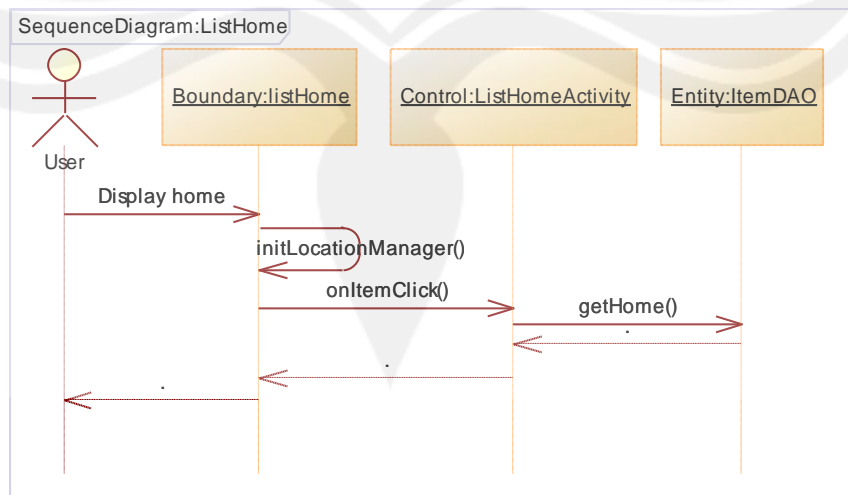 SequenceDiagram:ListHome
Boundary:listHome
Control:ListHomeActivity
Entity:ItemDAO
User
Display home
initLocationManager()
onItemClick()
getHome()
.
.
.